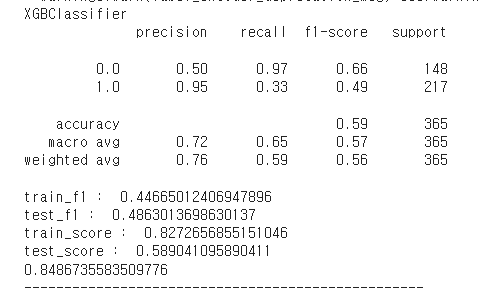 XGBClassifier
precision recall f1-score support
0.0 0.50 0.97 0.66 148
1.0 0.95 0.33 0.49 217
accuracy 0.59 365
macro avg 0.72 0.65 0.57 365
weighted avg 0.76 0.59 0.56 365
train_f1 : 0.44665012406947896
test_f1 : 0.4863013698630137
train_score : 0.8272655855151046
test_score : 0.589041095890411
0.8486735583509776
----------------------------------------------------